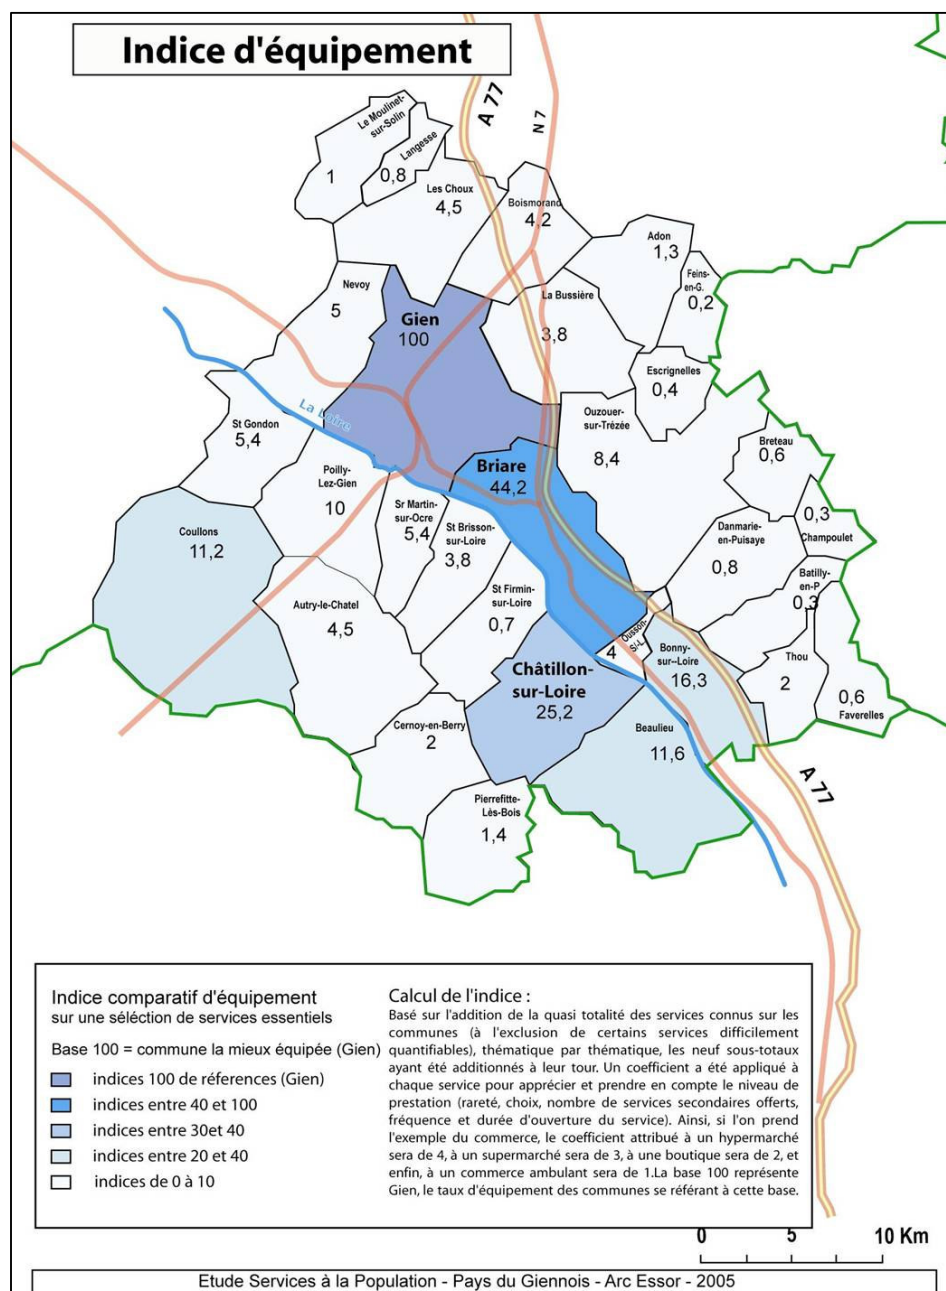 Indice d'équipement
A 77
N 7
Le Moulinet-
sur-Solin
1
Langesse
0,8
Les Choux
4,5
Boismorand
4,2
Adon
1,3
Feins-
en-G.
0,2
Nevoy
5
Gien
100
La Bussière
3,8
Escrignelles
0,4
La Loire
St Gondon
5,4
Ouzouer-
sur-Trézée
8,4
Breteau
0,6
Poilly-
Lez-Gien
10
Briare
44,2
Sr Martin-
sur-Ocre
5,4
St Brisson-
sur-Loire
3,8
Coullons
11,2
0,3
Champoulet
Danmarie-
en-Puisaye
0,8
Batilly-
en-P
0,3
Autry-le-Chatel
4,5
St Firmin-
sur-Loire
0,7
Ousson-
S/-L.
4
Bonny-
sur--Loire
16,3
Thou
2
0,6
Faverelles
Châtillon-
sur-Loire
25,2
Cernoy-en-Berry
2
Beaulieu
11,6
Pierrefitte-
Lès-Bois
1,4
A 77
Indice comparatif d'équipement
sur une séléction de services essentiels
Base 100 = commune la mieux équipée (Gien)
indices 100 de réferences (Gien)
indices entre 40 et 100
indices entre 30et 40
indices entre 20 et 40
indices de 0 à 10
Calcul de l'indice :
Basé sur l'addition de la quasi totalité des services connus sur les
communes (à l'exclusion de certains services difficilement
quantifiables), thématique par thématique, les neuf sous-totaux
ayant été additionnés à leur tour. Un coefficient a été appliqué à
chaque service pour apprécier et prendre en compte le niveau de
prestation (rareté, choix, nombre de services secondaires offerts,
fréquence et durée d'ouverture du service). Ainsi, si l'on prend
l'exemple du commerce, le coefficient attribué à un hypermarché
sera de 4, à un supermarché sera de 3, à une boutique sera de 2, et
enfin, à un commerce ambulant sera de 1.La base 100 représente
Gien, le taux d'équipement des communes se référant à cette base.
0 5 10 Km
Etude Services à la Population - Pays du Giennois - Arc Essor - 2005